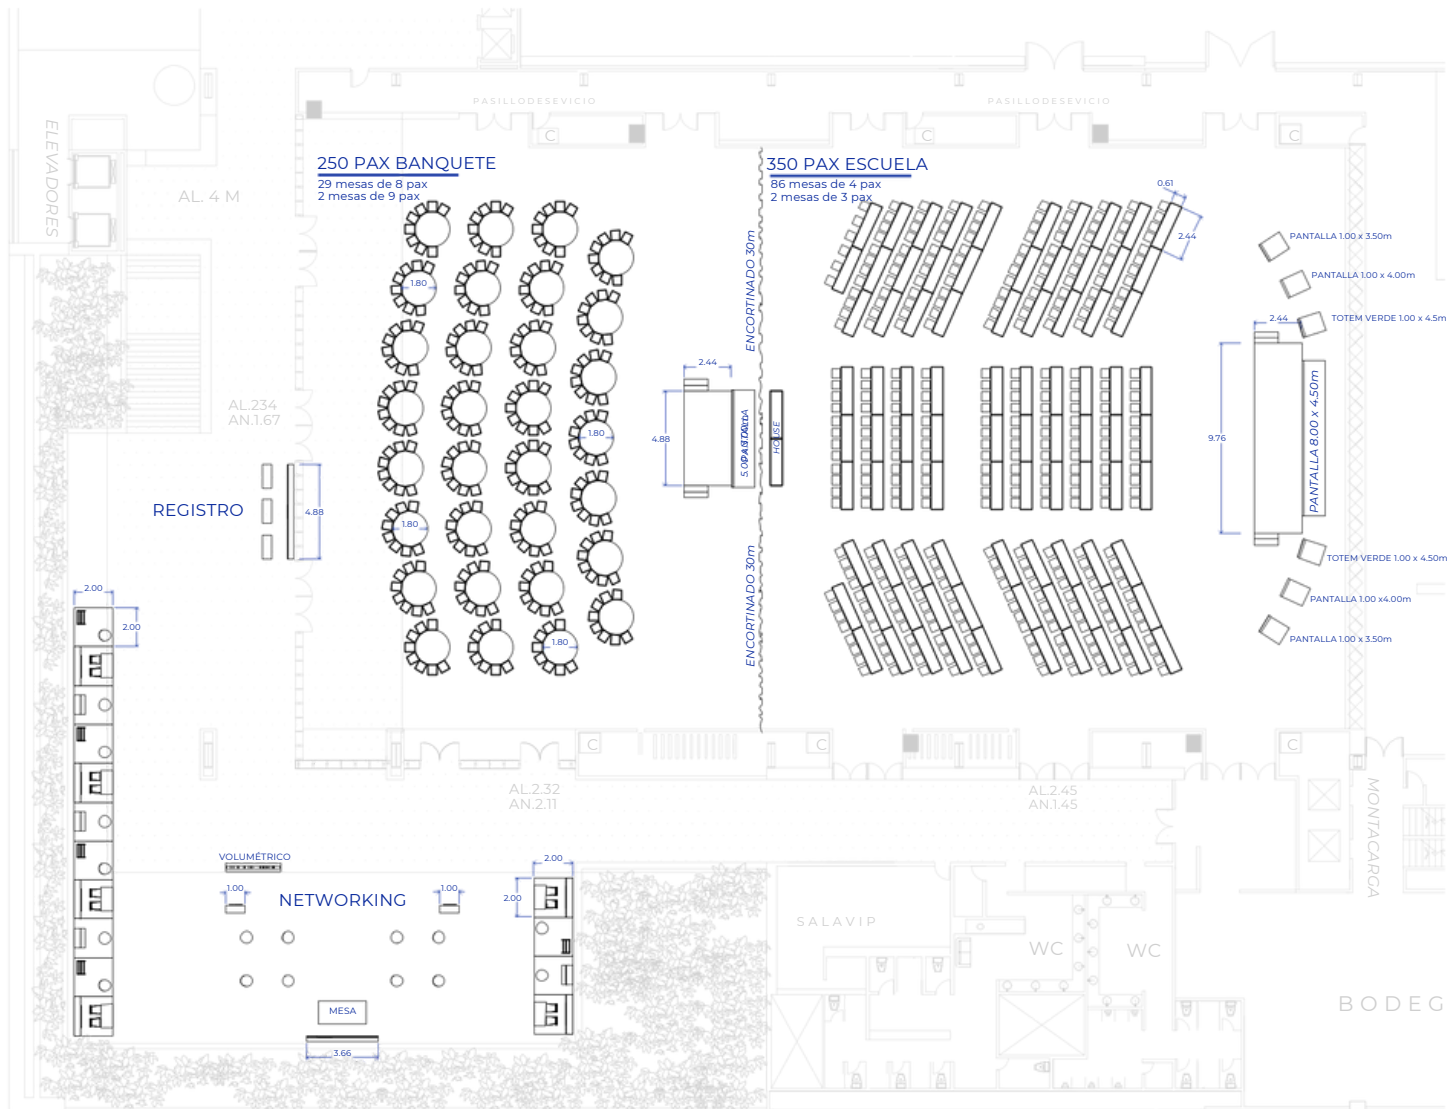 PASILLODESEVICIO
PASILLODESEVICIO
ELEVADORES
AL. 4 M
C
C
C
250 PAX BANQUETE
29 mesas de 8 pax
2 mesas de 9 pax
350 PAX ESCUELA
86 mesas de 4 pax
2 mesas de 3 pax
0.61
2.44
PANTALLA 1.00 x 3.50m
PANTALLA 1.00 x 4.00m
TOTEM VERDE 1.00 x 4.5m
ENCORTINADO 30m
1.80
2.44
2.44
AL.234
AN.1.67
4.88
1.80
HOUSE
9.76
PANTALLA 8.00 x 4.50m
REGISTRO
4.88
1.80
ENCORTINADO 30m
TOTEM VERDE 1.00 x 4.50m
PANTALLA 1.00 x4.00m
PANTALLA 1.00 x 3.50m
2.00
2.00
1.80
C
C
C
AL.2.32
AN.2.11
AL.2.45
AN.1.45
MONTACARGA
VOLUMÉTRICO
2.00
1.00
NETWORKING
1.00
2.00
SALAVIP
WC
WC
MESA
BODEG
3.66